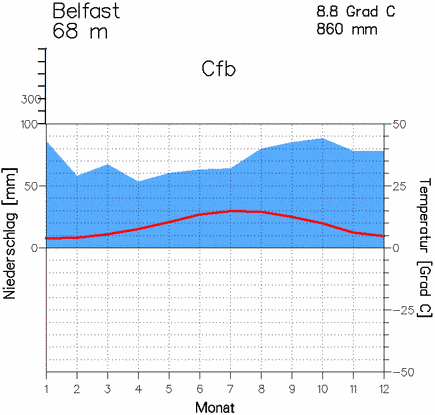 Belfast
68 m
8.8 Grad C
860 mm
Cfb
300
100
50
0
Niederschlag [mm]
50
25
0
−25
−50
Temperatur [Grad C]
1 2 3 4 5 6 7 8 9 10 11 12
Monat